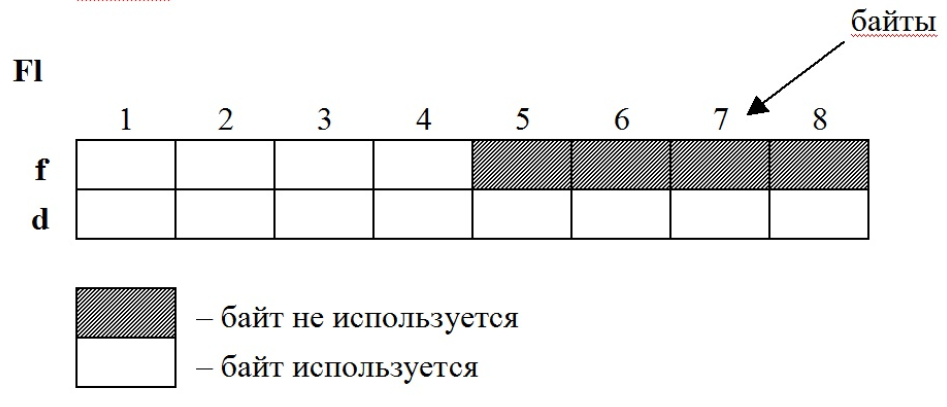 байты
Fl
1 2 3 4 5 6 7 8
f
d
– байт не используется
– байт используется